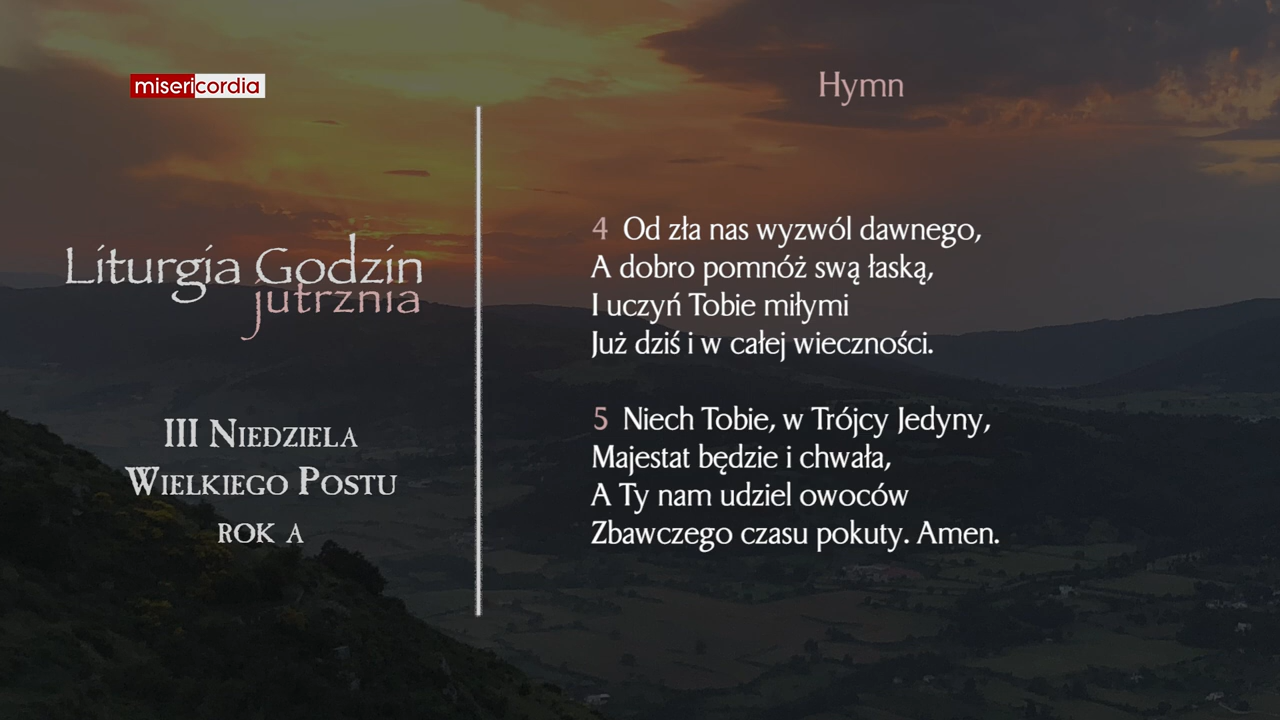 misericordia
Liturgia Godzin
jutrznia
III Niedziela
Wielkiego Postu
rok a
Hymn
4 Od zła nas wyzwól dawnego,
A dobro pomnóż swą łaską,
I uczyń Tobie miłymi
Już dziś i w całej wieczności.
5 Niech Tobie, w Trójcy Jedyny,
Majestat będzie i chwała,
A Ty nam udziel owoców
Zbawczego czasu pokuty. Amen.